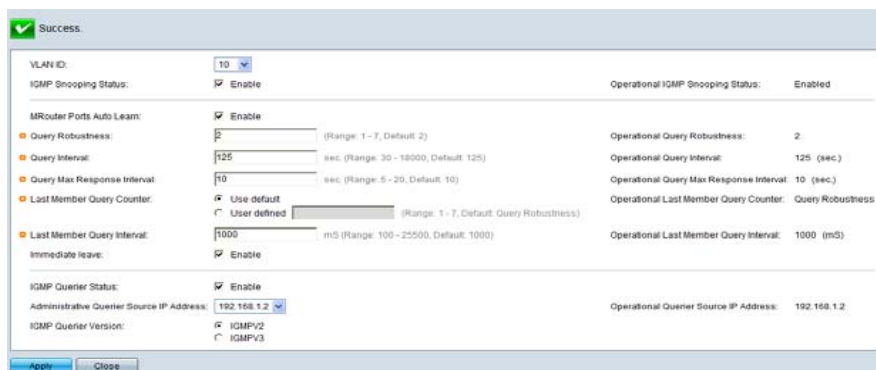 Success.
VLAN ID: 10
IGMP Snooping Status: Enable Operational IGMP Snooping Status: Enabled
MRouter Ports Auto Learn: Enable
Query Robustness: 2 (Range: 1 - 7, Default: 2) Operational Query Robustness: 2
Query Interval: 125 sec. (Range: 30 - 18000, Default: 125) Operational Query Interval: 125 (sec.)
Query Max Response Interval: 10 sec. (Range: 5 - 20, Default: 10) Operational Query Max Response Interval: 10 (sec.)
Last Member Query Counter: Use default Operational Last Member Query Counter: Query Robustness
User defined (Range: 1 - 7, Default: Query Robustness)
Last Member Query Interval: 1000 mS (Range: 100 - 25500, Default: 1000) Operational Last Member Query Interval: 1000 (mS)
Immediate leave: Enable
IGMP Querier Status: Enable
Administrative Querier Source IP Address: 192.168.1.2 Operational Querier Source IP Address: 192.168.1.2
IGMP Querier Version: IGMPV2
IGMPV3
Apply Close